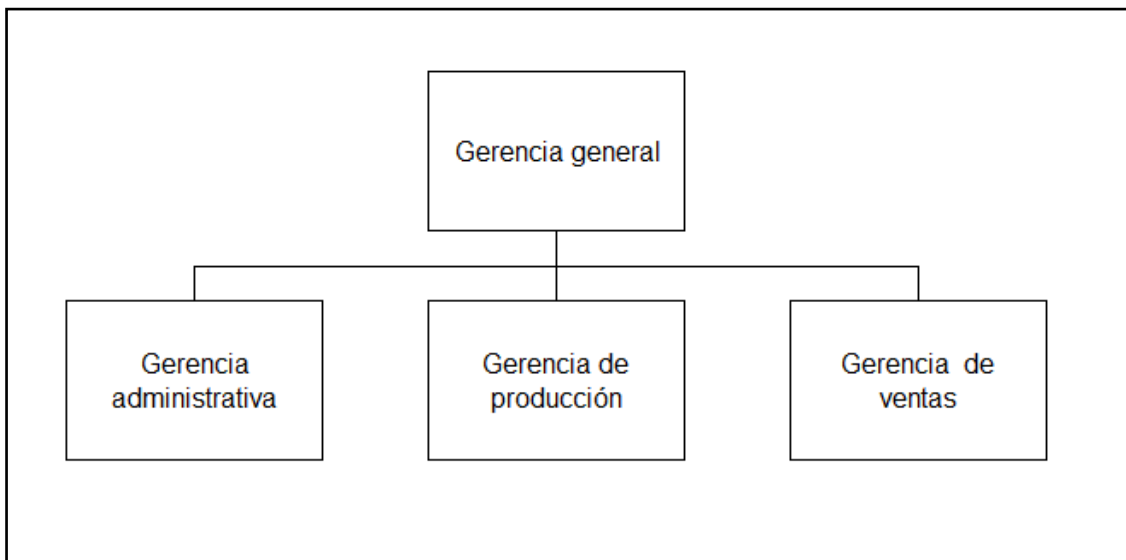 Gerencia general
Gerencia
administrativa
Gerencia de
producción
Gerencia  de
ventas